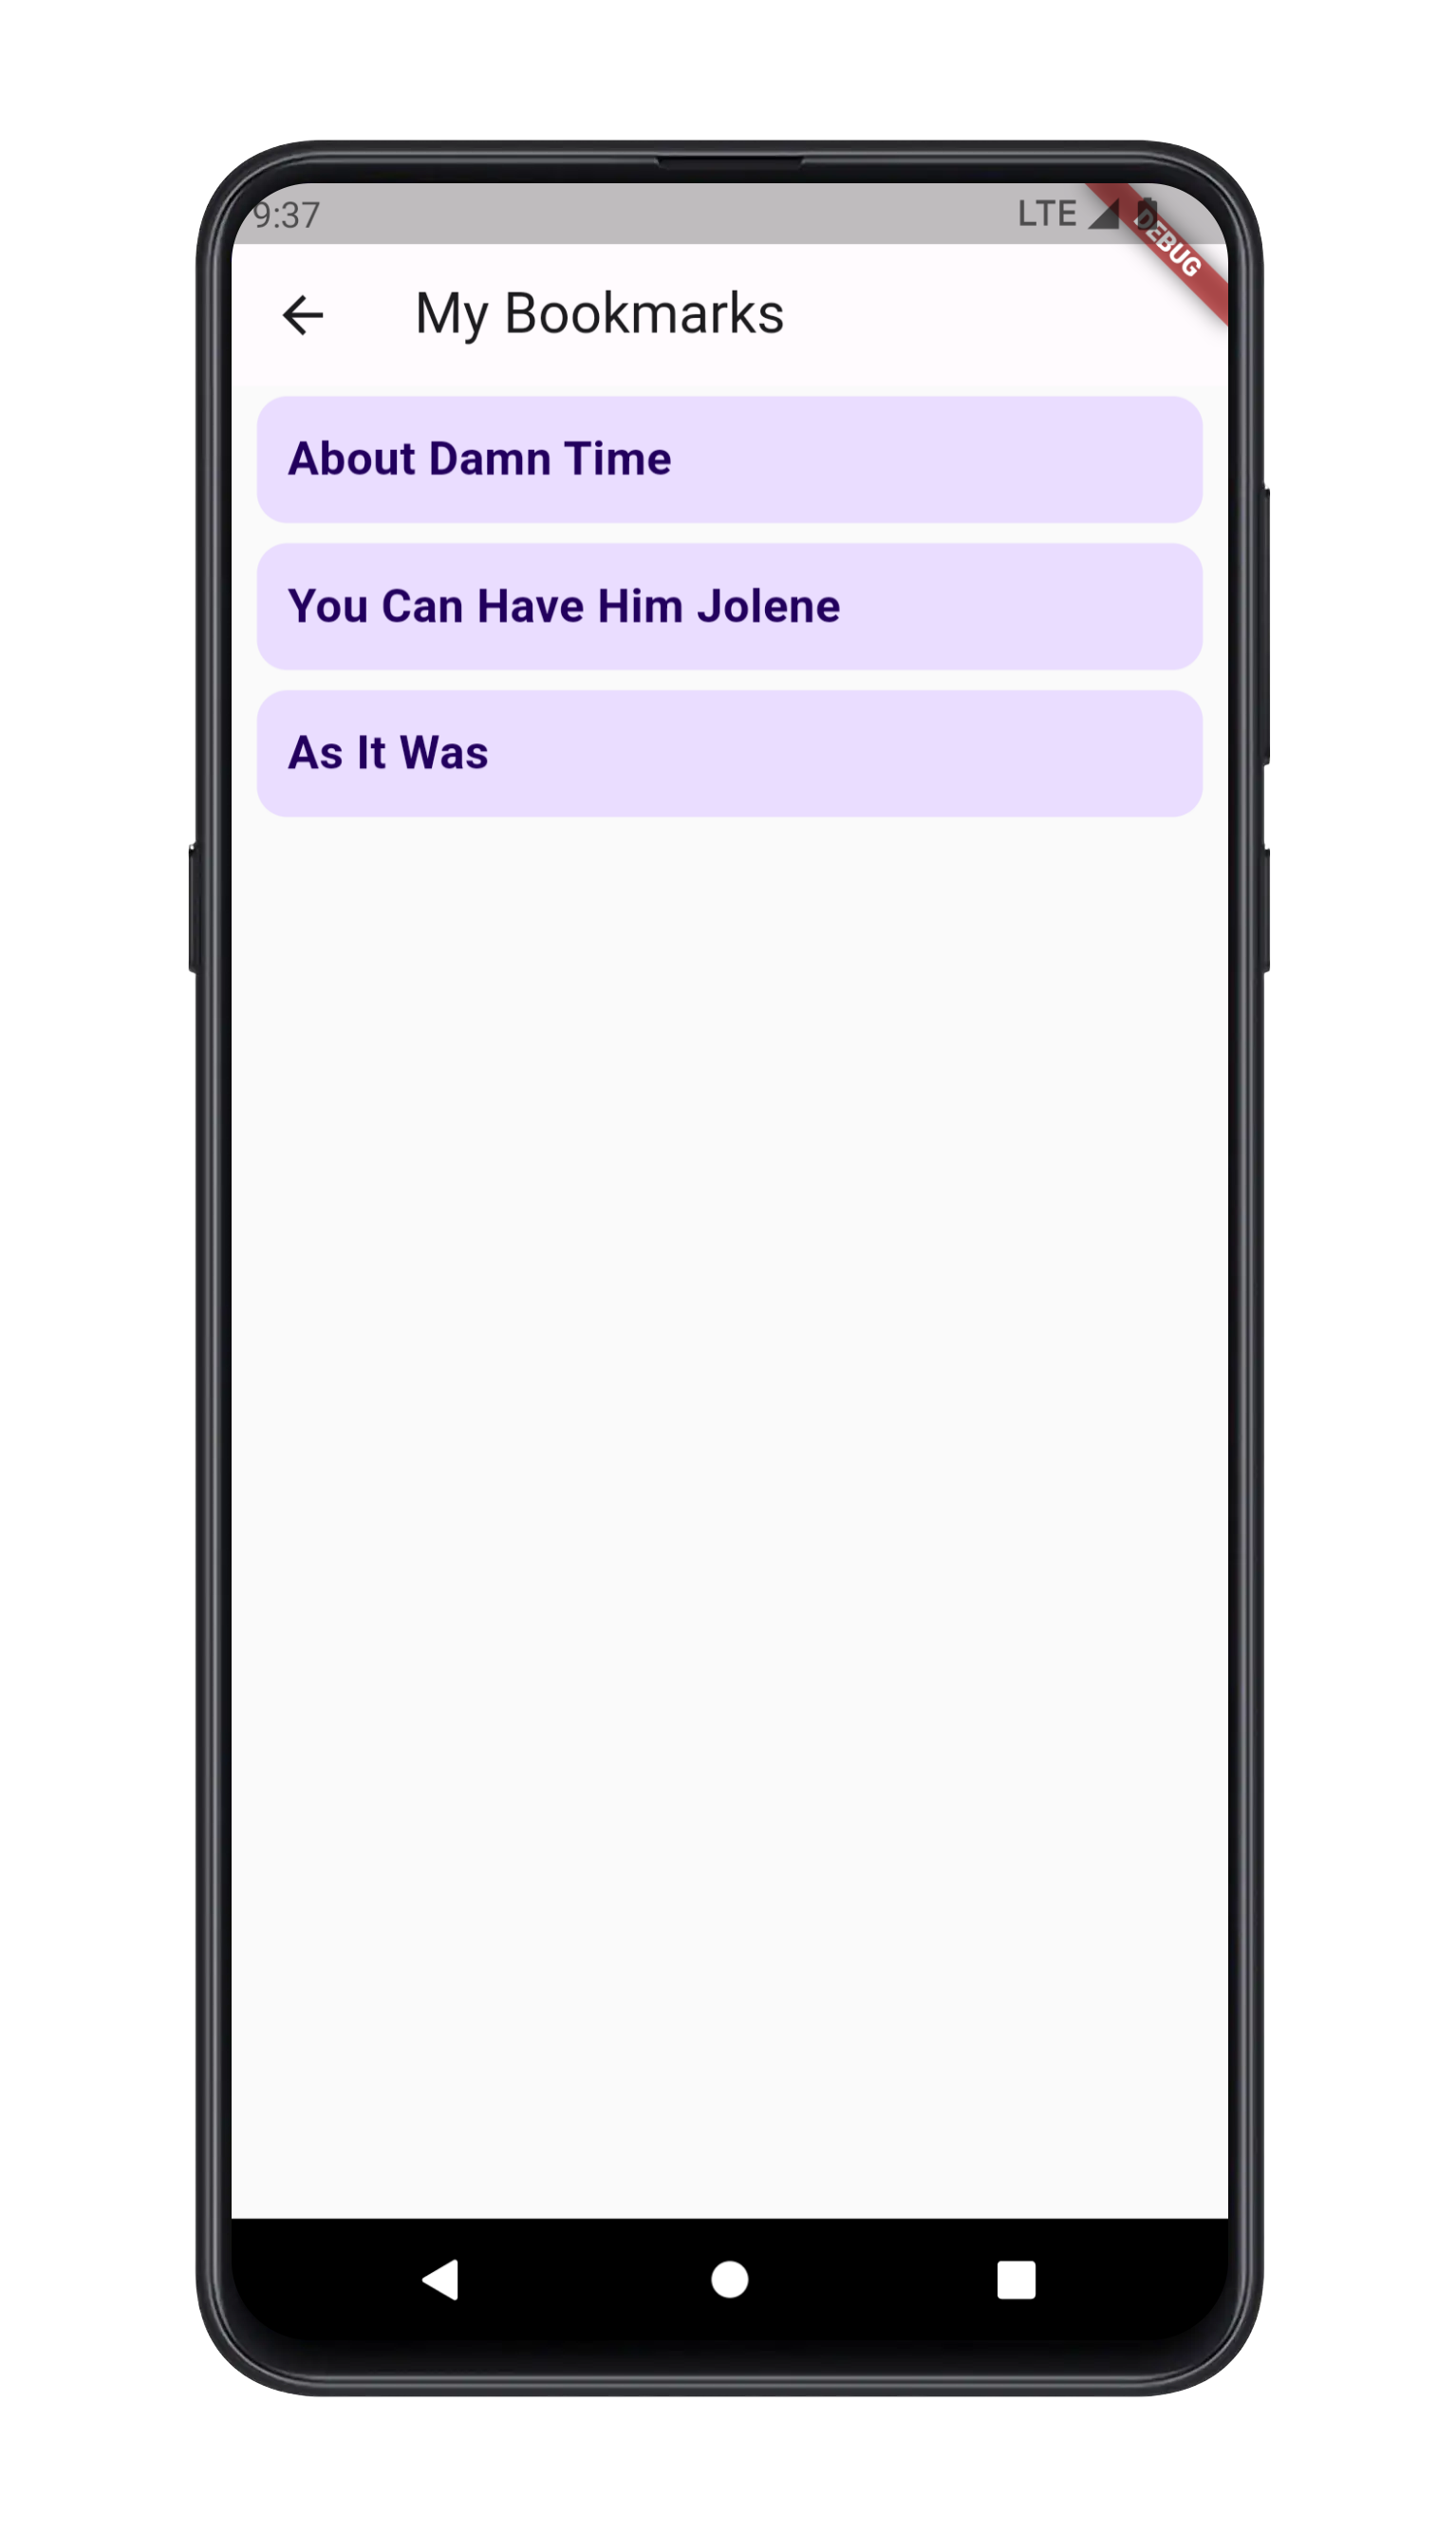 9:37 LTE
DEBUG
My Bookmarks
About Damn Time
You Can Have Him Jolene
As It Was